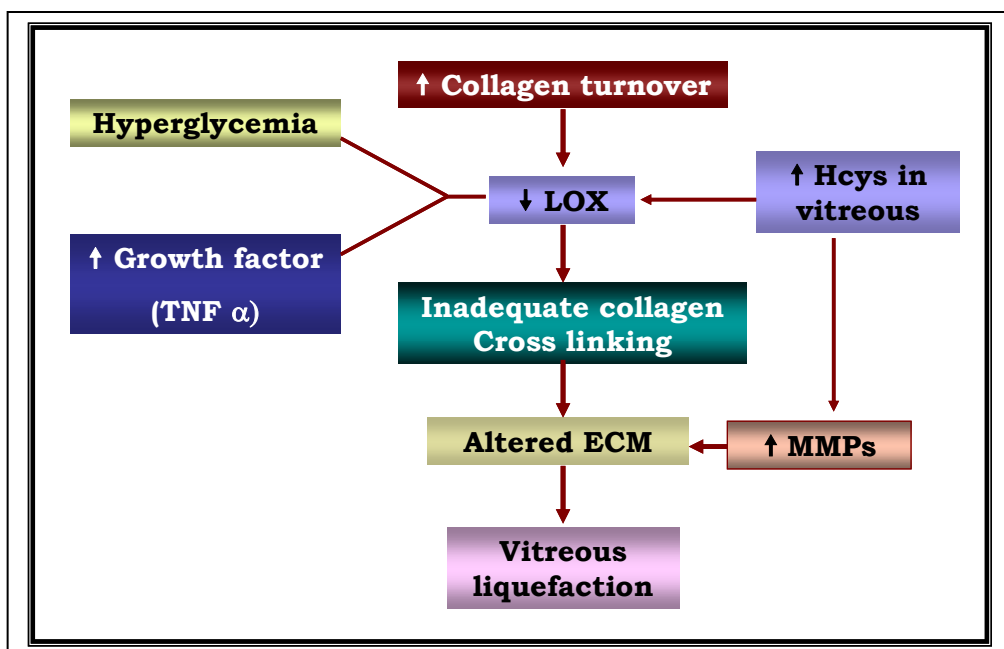 ↑ Collagen turnover
Hyperglycemia
↑ Hcys in
vitreous
↓ LOX
↑ Growth factor
(TNF α)
Inadequate collagen
Cross linking
Altered ECM
↑ MMPs
Vitreous
liquefaction